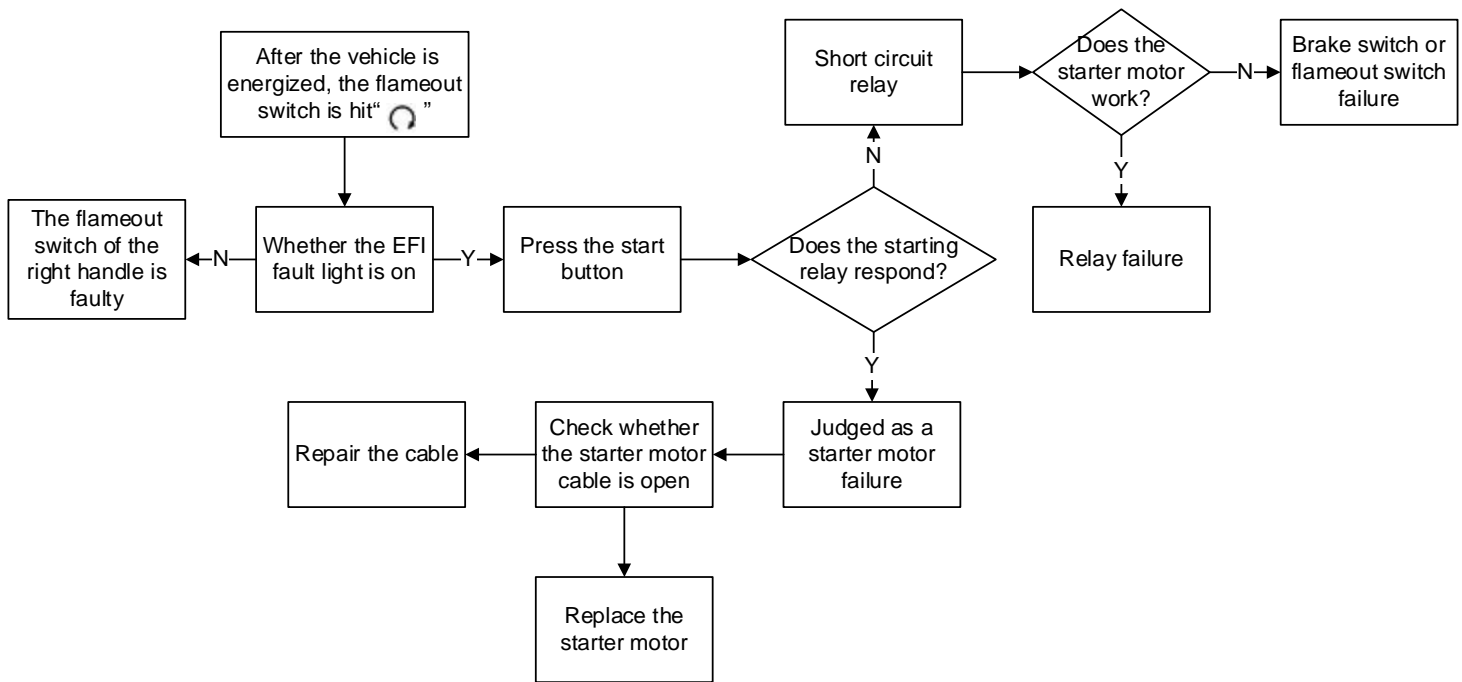 After the vehicle is
energized, the flameout
switch is hit“ ”
The flameout
switch of the
right handle is
faulty
N
Whether the EFI
fault light is on
Y
Press the start
button
Does the starting
relay respond?
N
Short circuit
relay
Does the
starter motor
work?
N
Brake switch or
flameout switch
failure
Y
Relay failure
Y
Judged as a
starter motor
failure
Check whether
the starter motor
cable is open
Repair the cable
Replace the
starter motor